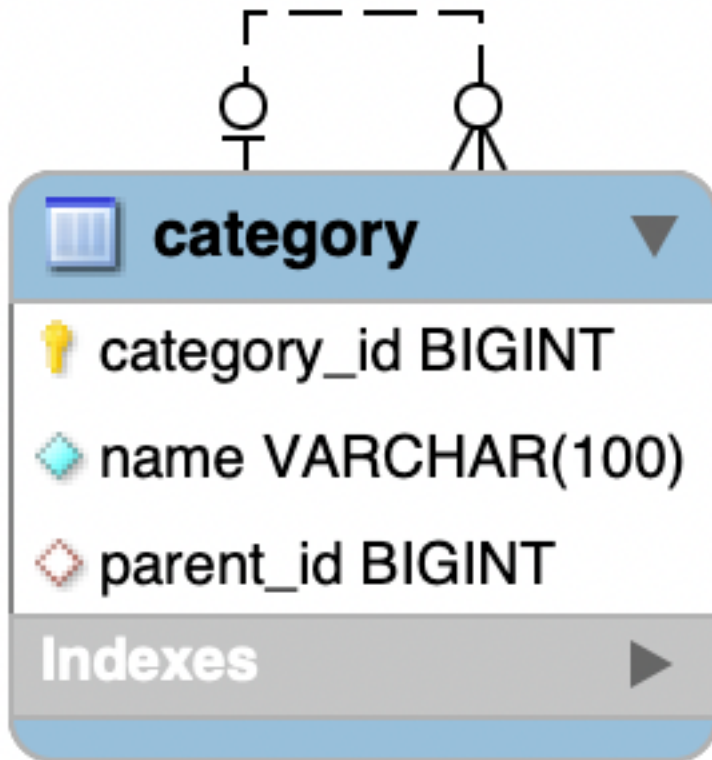 category
category_id BIGINT
name VARCHAR(100)
parent_id BIGINT
Indexes